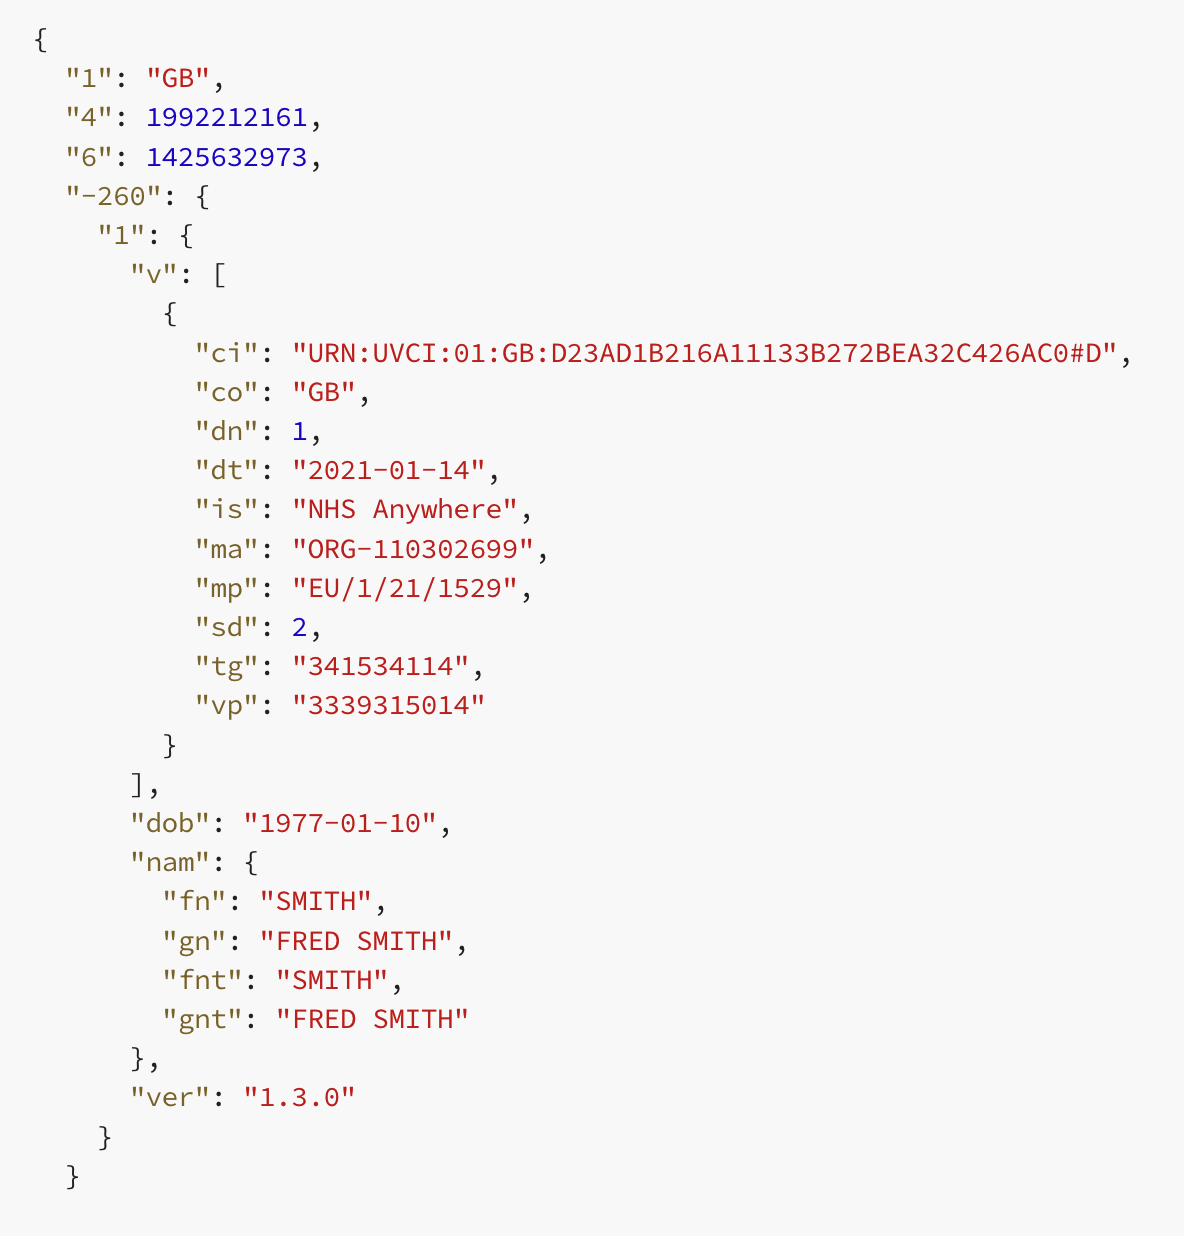 {
  "1": "GB",
  "4": 1992212161,
  "6": 1425632973,
  "-260": {
    "1": {
      "v": [
        {
          "ci": "URN:UVCI:01:GB:D23AD1B216A11133B272BEA32C426AC0#D",
          "co": "GB",
          "dn": 1,
          "dt": "2021-01-14",
          "is": "NHS Anywhere",
          "ma": "ORG-110302699",
          "mp": "EU/1/21/1529",
          "sd": 2,
          "tg": "341534114",
          "vp": "3339315014"
        }
      ],
      "dob": "1977-01-10",
      "nam": {
        "fn": "SMITH",
        "gn": "FRED SMITH",
        "fnt": "SMITH",
        "gnt": "FRED SMITH"
      },
      "ver": "1.3.0"
    }
  }